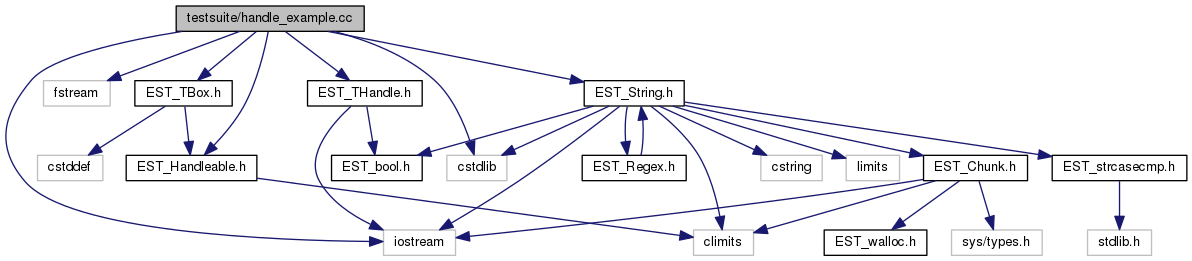 testsuite/handle_example.cc
fstream
EST_TBox.h
EST_THandle.h
EST_String.h
cstddef
EST_Handleable.h
EST_bool.h
cstdlib
EST_Regex.h
cstring
limits
EST_Chunk.h
EST_strcasecmp.h
iostream
climits
EST_walloc.h
sys/types.h
stdlib.h